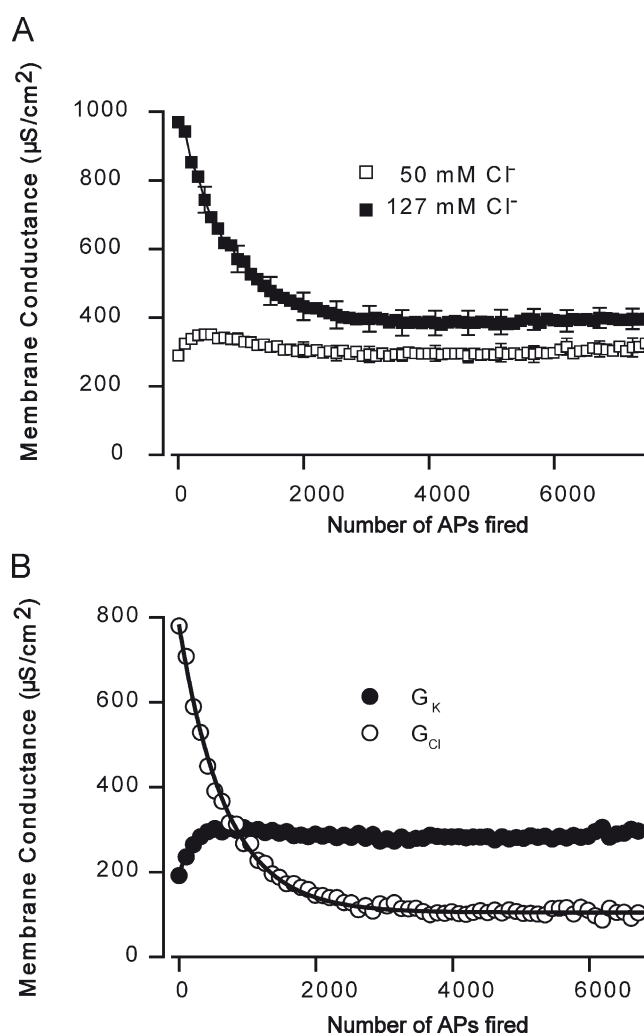 A
Membrane Conductance (µS/cm²)
1000
800
600
400
200
0
50 mM Cl⁻
127 mM Cl⁻
0 2000 4000 6000
Number of APs fired
B
Membrane Conductance (µS/cm²)
800
600
400
200
0
G_K
G_Cl
0 2000 4000 6000
Number of APs fired